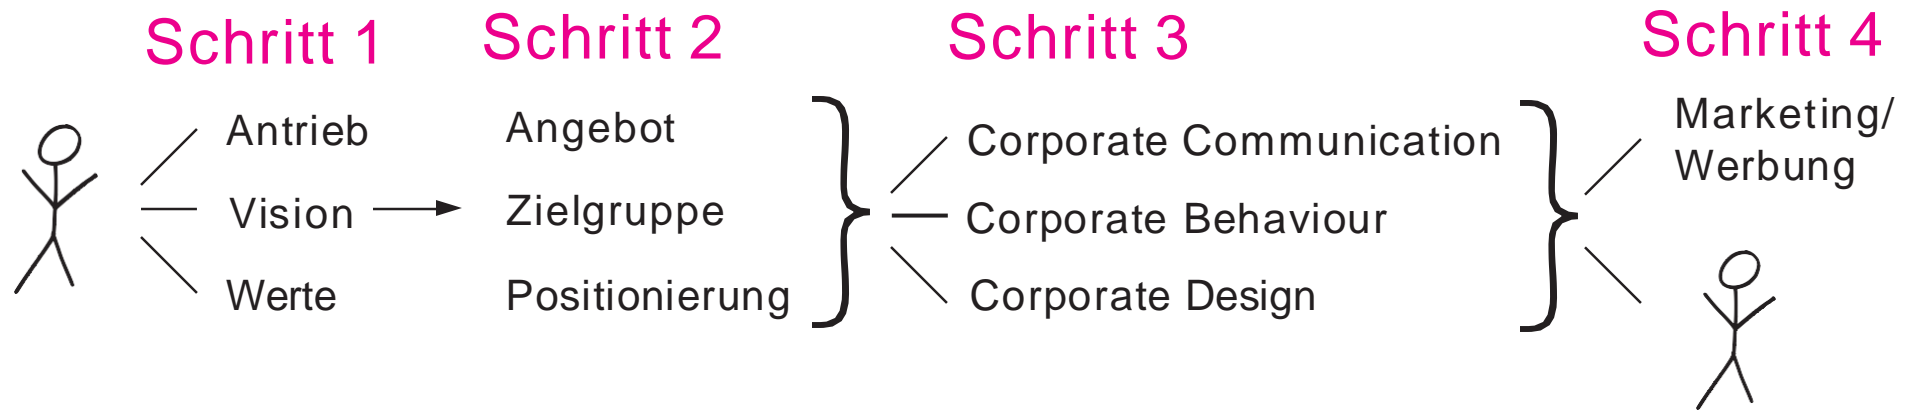 Schritt 1
Antrieb
Vision
Werte
Schritt 2
Angebot
Zielgruppe
Positionierung
Schritt 3
Corporate Communication
Corporate Behaviour
Corporate Design
Schritt 4
Marketing/
Werbung